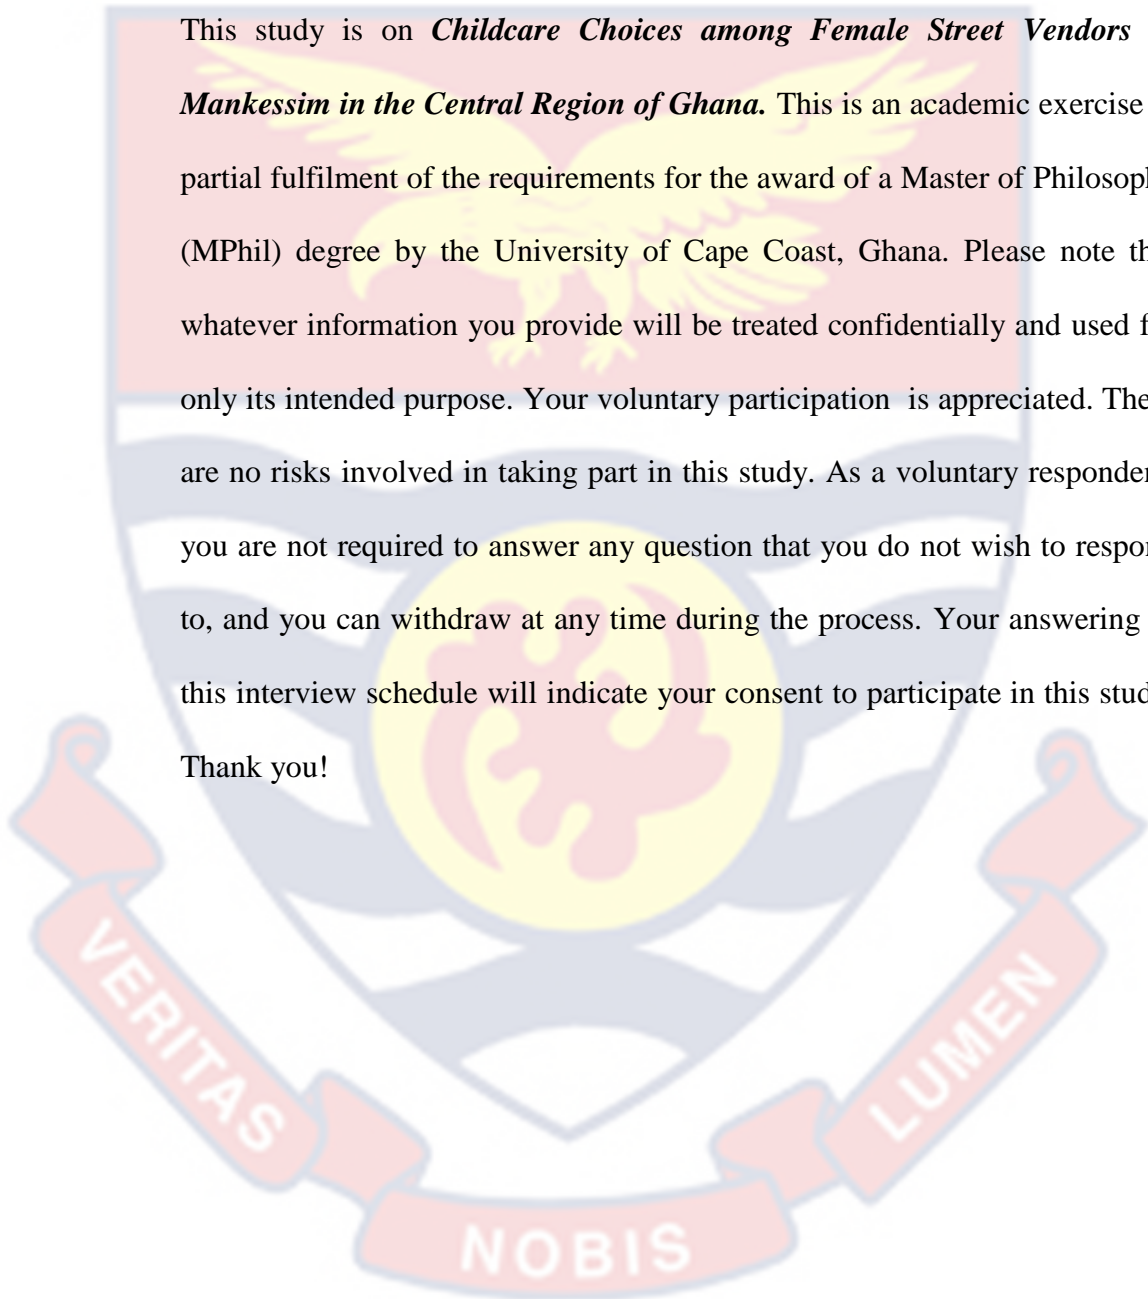 This study is on Childcare Choices among Female Street Vendors
Mankessim in the Central Region of Ghana. This is an academic exercise
partial fulfilment of the requirements for the award of a Master of Philosoph
(MPhil) degree by the University of Cape Coast, Ghana. Please note th
whatever information you provide will be treated confidentially and used f
only its intended purpose. Your voluntary participation is appreciated. The
are no risks involved in taking part in this study. As a voluntary responden
you are not required to answer any question that you do not wish to respon
to, and you can withdraw at any time during the process. Your answering
this interview schedule will indicate your consent to participate in this stud
Thank you!
VERITAS
NOBIS
LUMEN